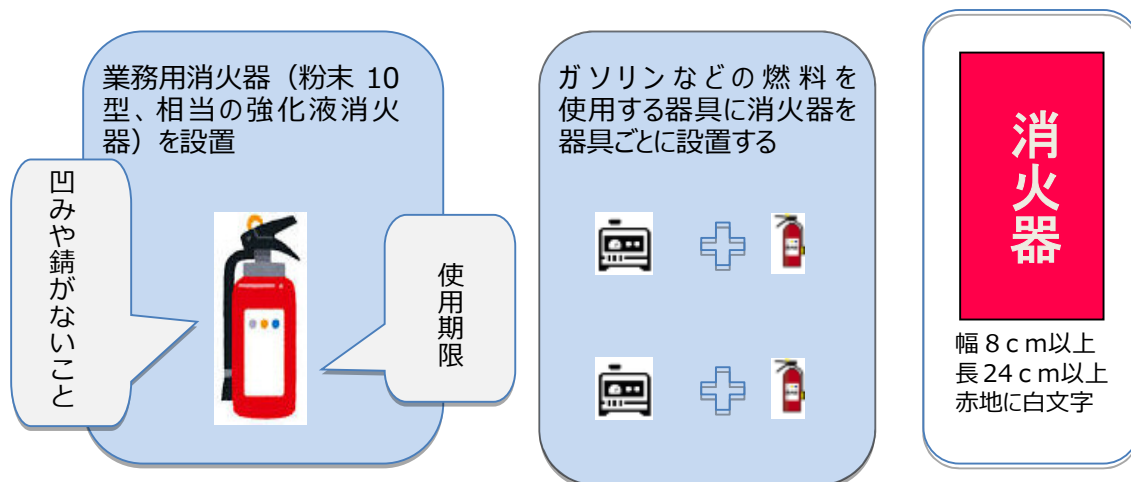 業務用消火器（粉末 10
型、相当の強化液消火
器）を設置
凹みや錆がないこと
使用期限
ガソリンなどの燃料を
使用する器具に消火器を
器具ごとに設置する
消火器
幅８ｃｍ以上
長24ｃｍ以上
赤地に白文字